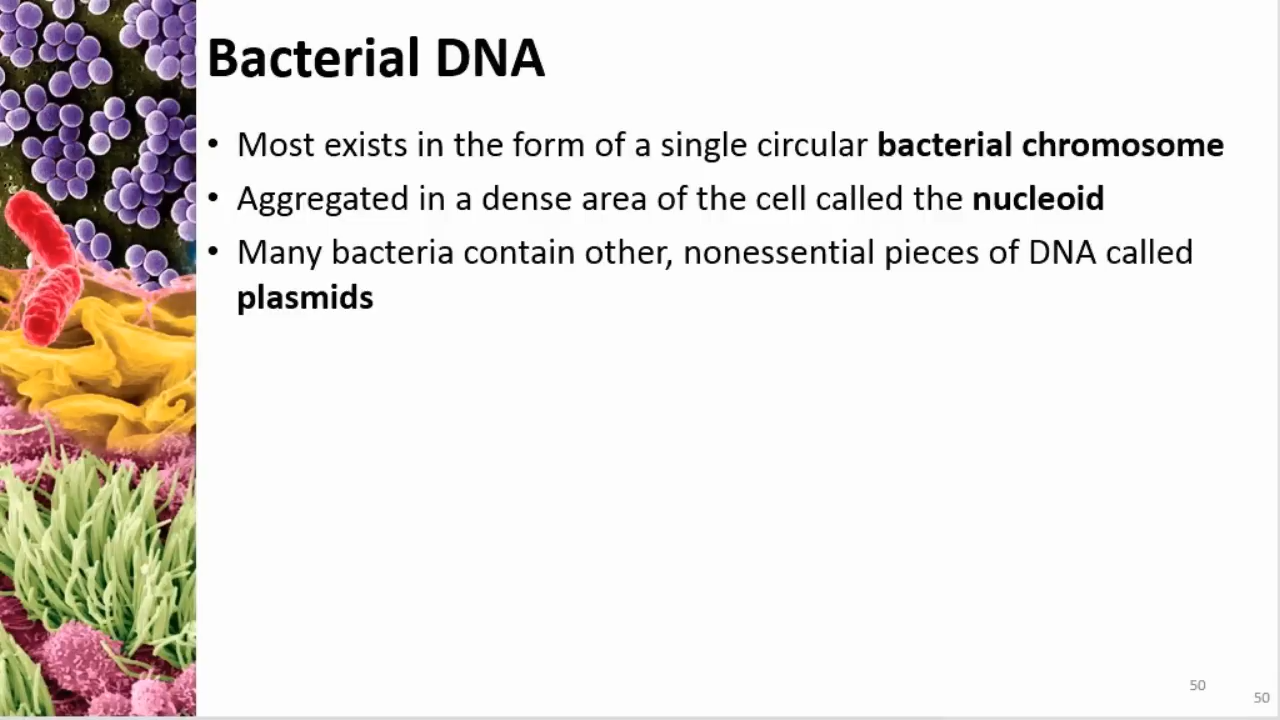 Bacterial DNA
• Most exists in the form of a single circular bacterial chromosome
• Aggregated in a dense area of the cell called the nucleoid
• Many bacteria contain other, nonessential pieces of DNA called
plasmids
50
50